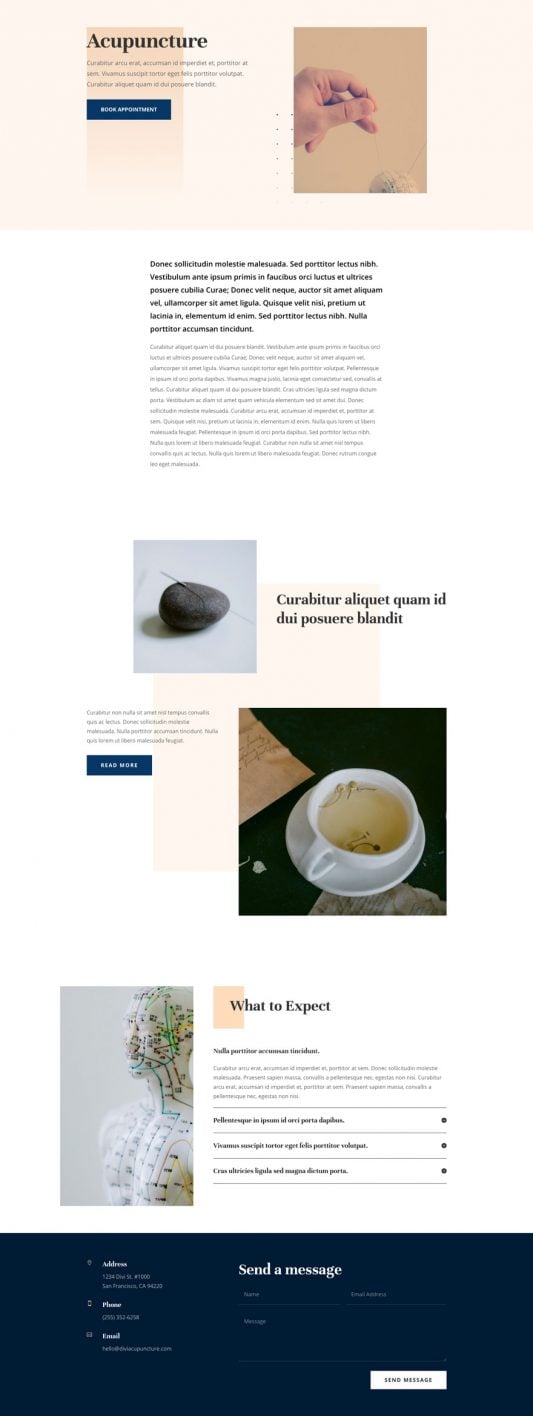 Acupuncture
Curabitur arcu erat, accumsan id imperdiet et, porttitor at
sem. Vivamus suscipit tortor eget felis porttitor volutpat.
Curabitur aliquet quam id dui posuere blandit.
BOOK APPOINTMENT
Donec sollicitudin molestie malesuada. Sed porttitor lectus nibh.
Vestibulum ante ipsum primis in faucibus orci luctus et ultrices
posuere cubilia Curae; Donec velit neque, auctor sit amet aliquam
vel, ullamcorper sit amet ligula. Quisque velit nisi, pretium ut
lacinia in, elementum id enim. Sed porttitor lectus nibh. Nulla
porttitor accumsan tincidunt.
Curabitur aliquet quam id dui posuere blandit. Vestibulum ante ipsum primis in faucibus orci
luctus et ultrices posuere cubilia Curae; Donec velit neque, auctor sit amet aliquam vel,
ullamcorper sit amet ligula. Vivamus suscipit tortor eget felis porttitor volutpat. Pellentesque
in ipsum id orci porta dapibus. Vivamus magna justo, lacinia eget consectetur sed, convallis at
tellus. Curabitur aliquet quam id dui posuere blandit. Cras ultricies ligula sed magna dictum
porta. Vestibulum ac diam sit amet quam vehicula elementum sed sit amet dui. Donec
sollicitudin molestie malesuada. Curabitur arcu erat, accumsan id imperdiet et, porttitor at
sem. Quisque velit nisi, pretium ut lacinia in, elementum id enim. Nulla quis lorem ut libero
malesuada feugiat. Pellentesque in ipsum id orci porta dapibus. Sed porttitor lectus nibh.
Nulla quis lorem ut libero malesuada feugiat. Curabitur non nulla sit amet nisl tempus
convallis quis ac lectus. Nulla quis lorem ut libero malesuada feugiat. Donec rutrum congue
leo eget malesuada.
Curabitur aliquet quam id
dui posuere blandit
Curabitur non nulla sit amet nisl tempus convallis
quis ac lectus. Donec sollicitudin molestie
malesuada. Nulla porttitor accumsan tincidunt. Nulla
quis lorem ut libero malesuada feugiat.
READ MORE
What to Expect
Nulla porttitor accumsan tincidunt.
Curabitur arcu erat, accumsan id imperdiet et, porttitor at sem. Donec sollicitudin molestie
malesuada. Praesent sapien massa, convallis a pellentesque nec, egestas non nisi. Curabitur
arcu erat, accumsan id imperdiet et, porttitor at sem. Praesent sapien massa, convallis a
pellentesque nec, egestas non nisi.
Pellentesque in ipsum id orci porta dapibus.
Vivamus suscipit tortor eget felis porttitor volutpat.
Cras ultricies ligula sed magna dictum porta.
Address
1234 Divi St. #1000
San Francisco, CA 94220
Phone
(255) 352-6258
Email
hello@diviacupuncture.com
Send a message
Name
Email Address
Message
SEND MESSAGE